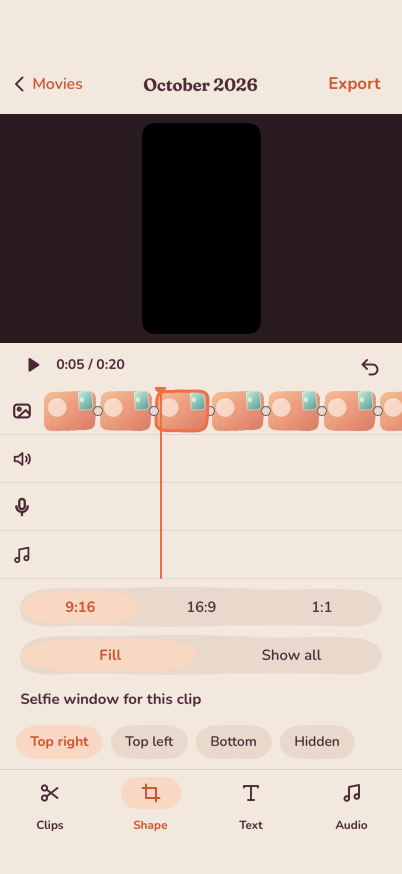 Movies
October 2026
Export
0:05 / 0:20
9:16
16:9
1:1
Fill
Show all
Selfie window for this clip
Top right
Top left
Bottom
Hidden
Clips
Shape
Text
Audio